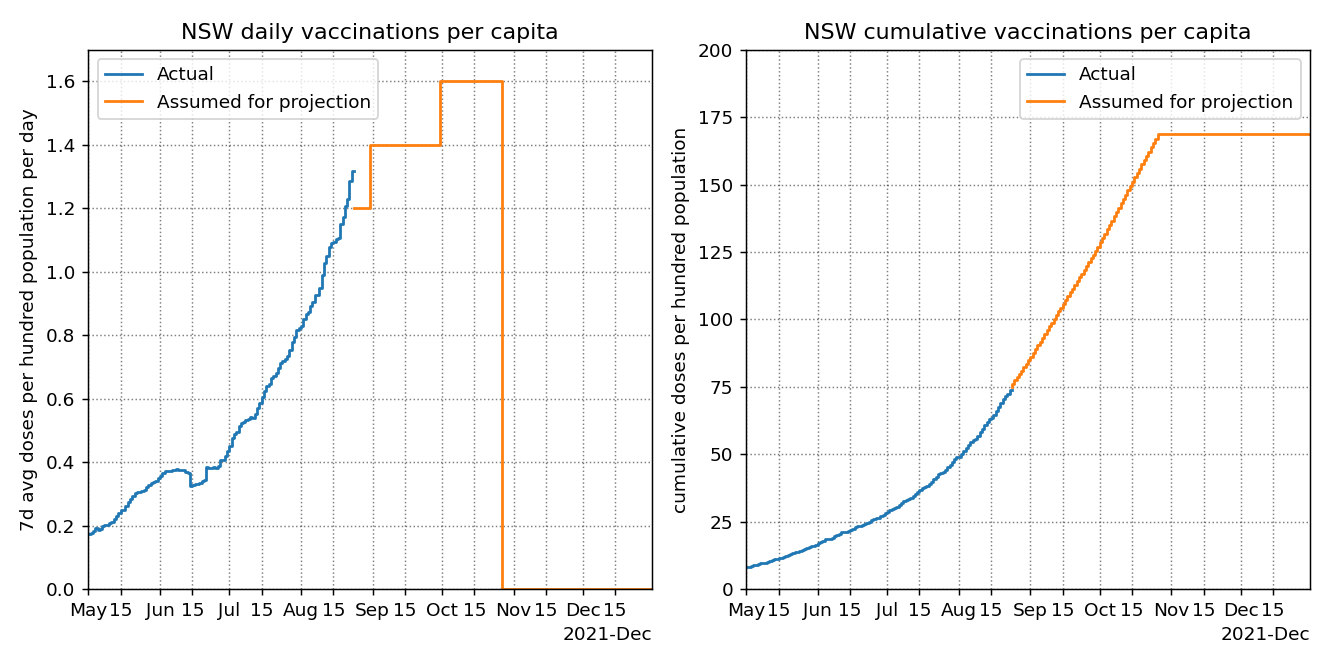 NSW daily vaccinations per capita
Actual
Assumed for projection
7d avg doses per hundred population per day
1.6
1.4
1.2
1.0
0.8
0.6
0.4
0.2
0.0
May 15 Jun 15 Jul 15 Aug 15 Sep 15 Oct 15 Nov 15 Dec 15
2021-Dec
NSW cumulative vaccinations per capita
Actual
Assumed for projection
cumulative doses per hundred population
200
175
150
125
100
75
50
25
0
May 15 Jun 15 Jul 15 Aug 15 Sep 15 Oct 15 Nov 15 Dec 15
2021-Dec